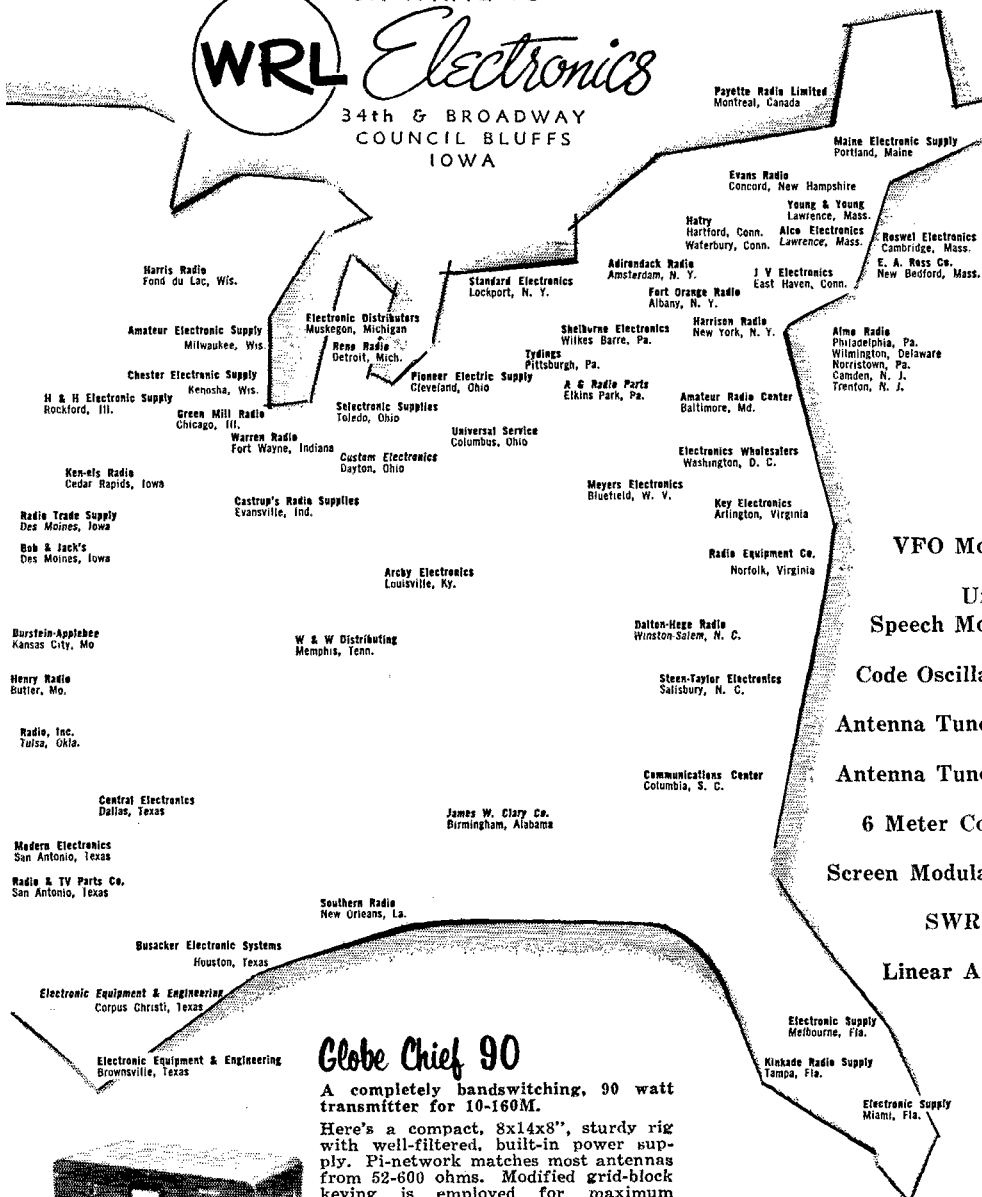 WRL Electronics
34th & BROADWAY
COUNCIL BLUFFS
IOWA
Payette Radio Limited
Montreal, Canada
Maine Electronic Supply
Portland, Maine
Evans Radio
Concord, New Hampshire
Young & Young
Lawrence, Mass.
Hatry
Hartford, Conn.
Waterbury, Conn.
Alco Electronics
Lawrence, Mass.
Roswel Electronics
Cambridge, Mass.
E. A. Ross Co.
New Bedford, Mass.
Adirondack Radio
Amsterdam, N. Y.
J V Electronics
East Haven, Conn.
Harris Radio
Fond du Lac, Wis.
Standard Electronics
Lockport, N. Y.
Fort Orange Radio
Albany, N. Y.
Electronic Distributors
Muskegon, Michigan
Harrison Radio
New York, N. Y.
Amateur Electronic Supply
Milwaukee, Wis.
Shelburne Electronics
Wilkes Barre, Pa.
Almo Radio
Philadelphia, Pa.
Wilmington, Delaware
Norristown, Pa.
Camden, N. J.
Trenton, N. J.
Reno Radio
Detroit, Mich.
Tydings
Pittsburgh, Pa.
Chester Electronic Supply
Kenosha, Wis.
Pioneer Electric Supply
Cleveland, Ohio
A G Radio Parts
Elkins Park, Pa.
H & H Electronic Supply
Rockford, Ill.
Amateur Radio Center
Baltimore, Md.
Green Mill Radio
Chicago, Ill.
Selectronic Supplies
Toledo, Ohio
Warren Radio
Fort Wayne, Indiana
Universal Service
Columbus, Ohio
Custom Electronics
Dayton, Ohio
Electronics Wholesalers
Washington, D. C.
Ken-els Radio
Cedar Rapids, Iowa
Meyers Electronics
Bluefield, W. V.
Castrup's Radio Supplies
Evansville, Ind.
Key Electronics
Arlington, Virginia
Radio Trade Supply
Des Moines, Iowa
Bob & Jack's
Des Moines, Iowa
Radio Equipment Co.
Norfolk, Virginia
Arcby Electronics
Louisville, Ky.
Burstein-Applebee
Kansas City, Mo
W & W Distributing
Memphis, Tenn.
Dalton-Hege Radio
Winston-Salem, N. C.
Henry Radio
Butler, Mo.
Steen-Taylor Electronics
Salisbury, N. C.
Radio, Inc.
Tulsa, Okla.
Communications Center
Columbia, S. C.
Central Electronics
Dallas, Texas
James W. Clary Co.
Birmingham, Alabama
Modern Electronics
San Antonio, Texas
Radio & TV Parts Co.
San Antonio, Texas
Southern Radio
New Orleans, La.
Busacker Electronic Systems
Houston, Texas
Electronic Equipment & Engineering
Corpus Christi, Texas
Electronic Equipment & Engineering
Brownsville, Texas
Electronic Supply
Melbourne, Fla.
Kinkade Radio Supply
Tampa, Fla.
Electronic Supply
Miami, Fla.
VFO Mo
U
Speech Mo
Code Oscilla
Antenna Tun
Antenna Tun
6 Meter Co
Screen Modula
SWR
Linear A
Globe Chief 90
A completely bandswitching, 90 watt
transmitter for 10-160M.
Here's a compact, 8x14x8", sturdy rig
with well-filtered, built-in power sup-
ply. Pi-network matches most antennas
from 52-600 ohms. Modified grid-block
keying is employed for maximum